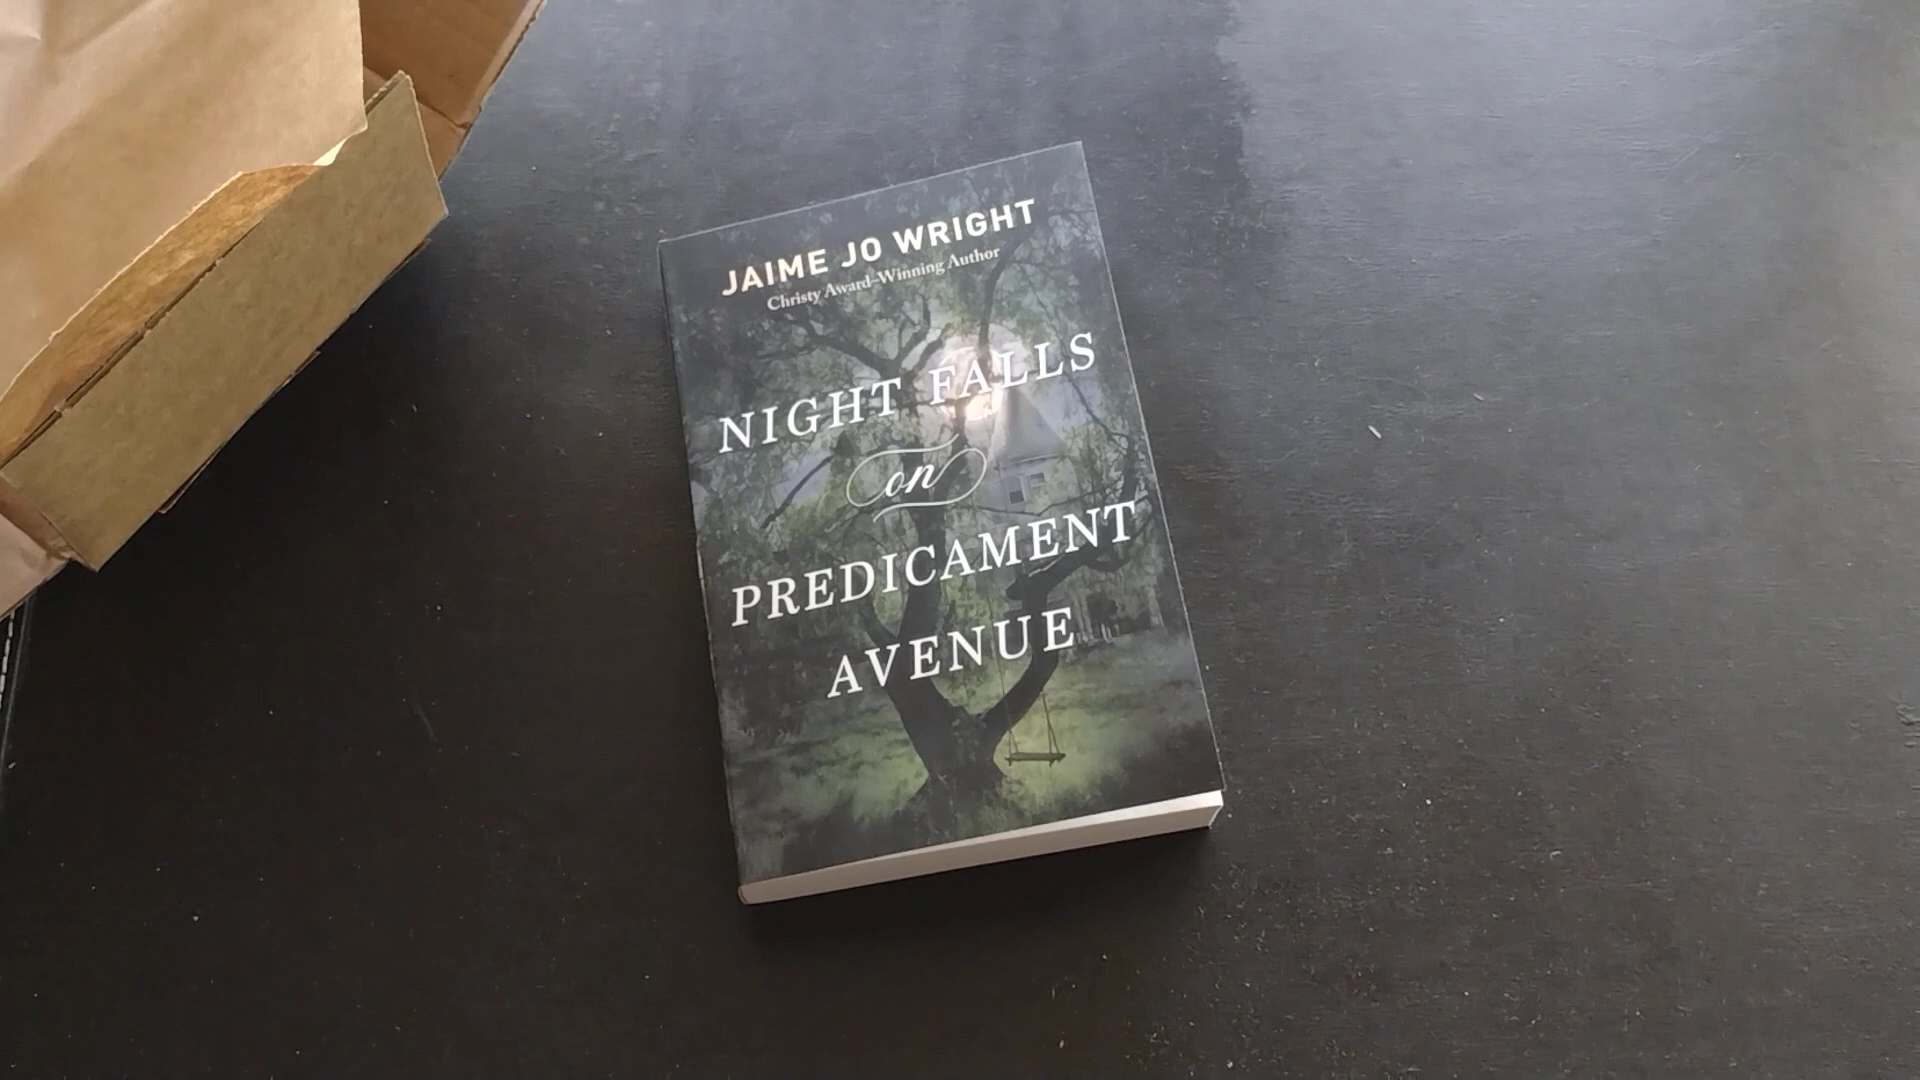 JAIME JO WRIGHT
Christy Award–Winning Author
NIGHT FALLS
on
PREDICAMENT
AVENUE